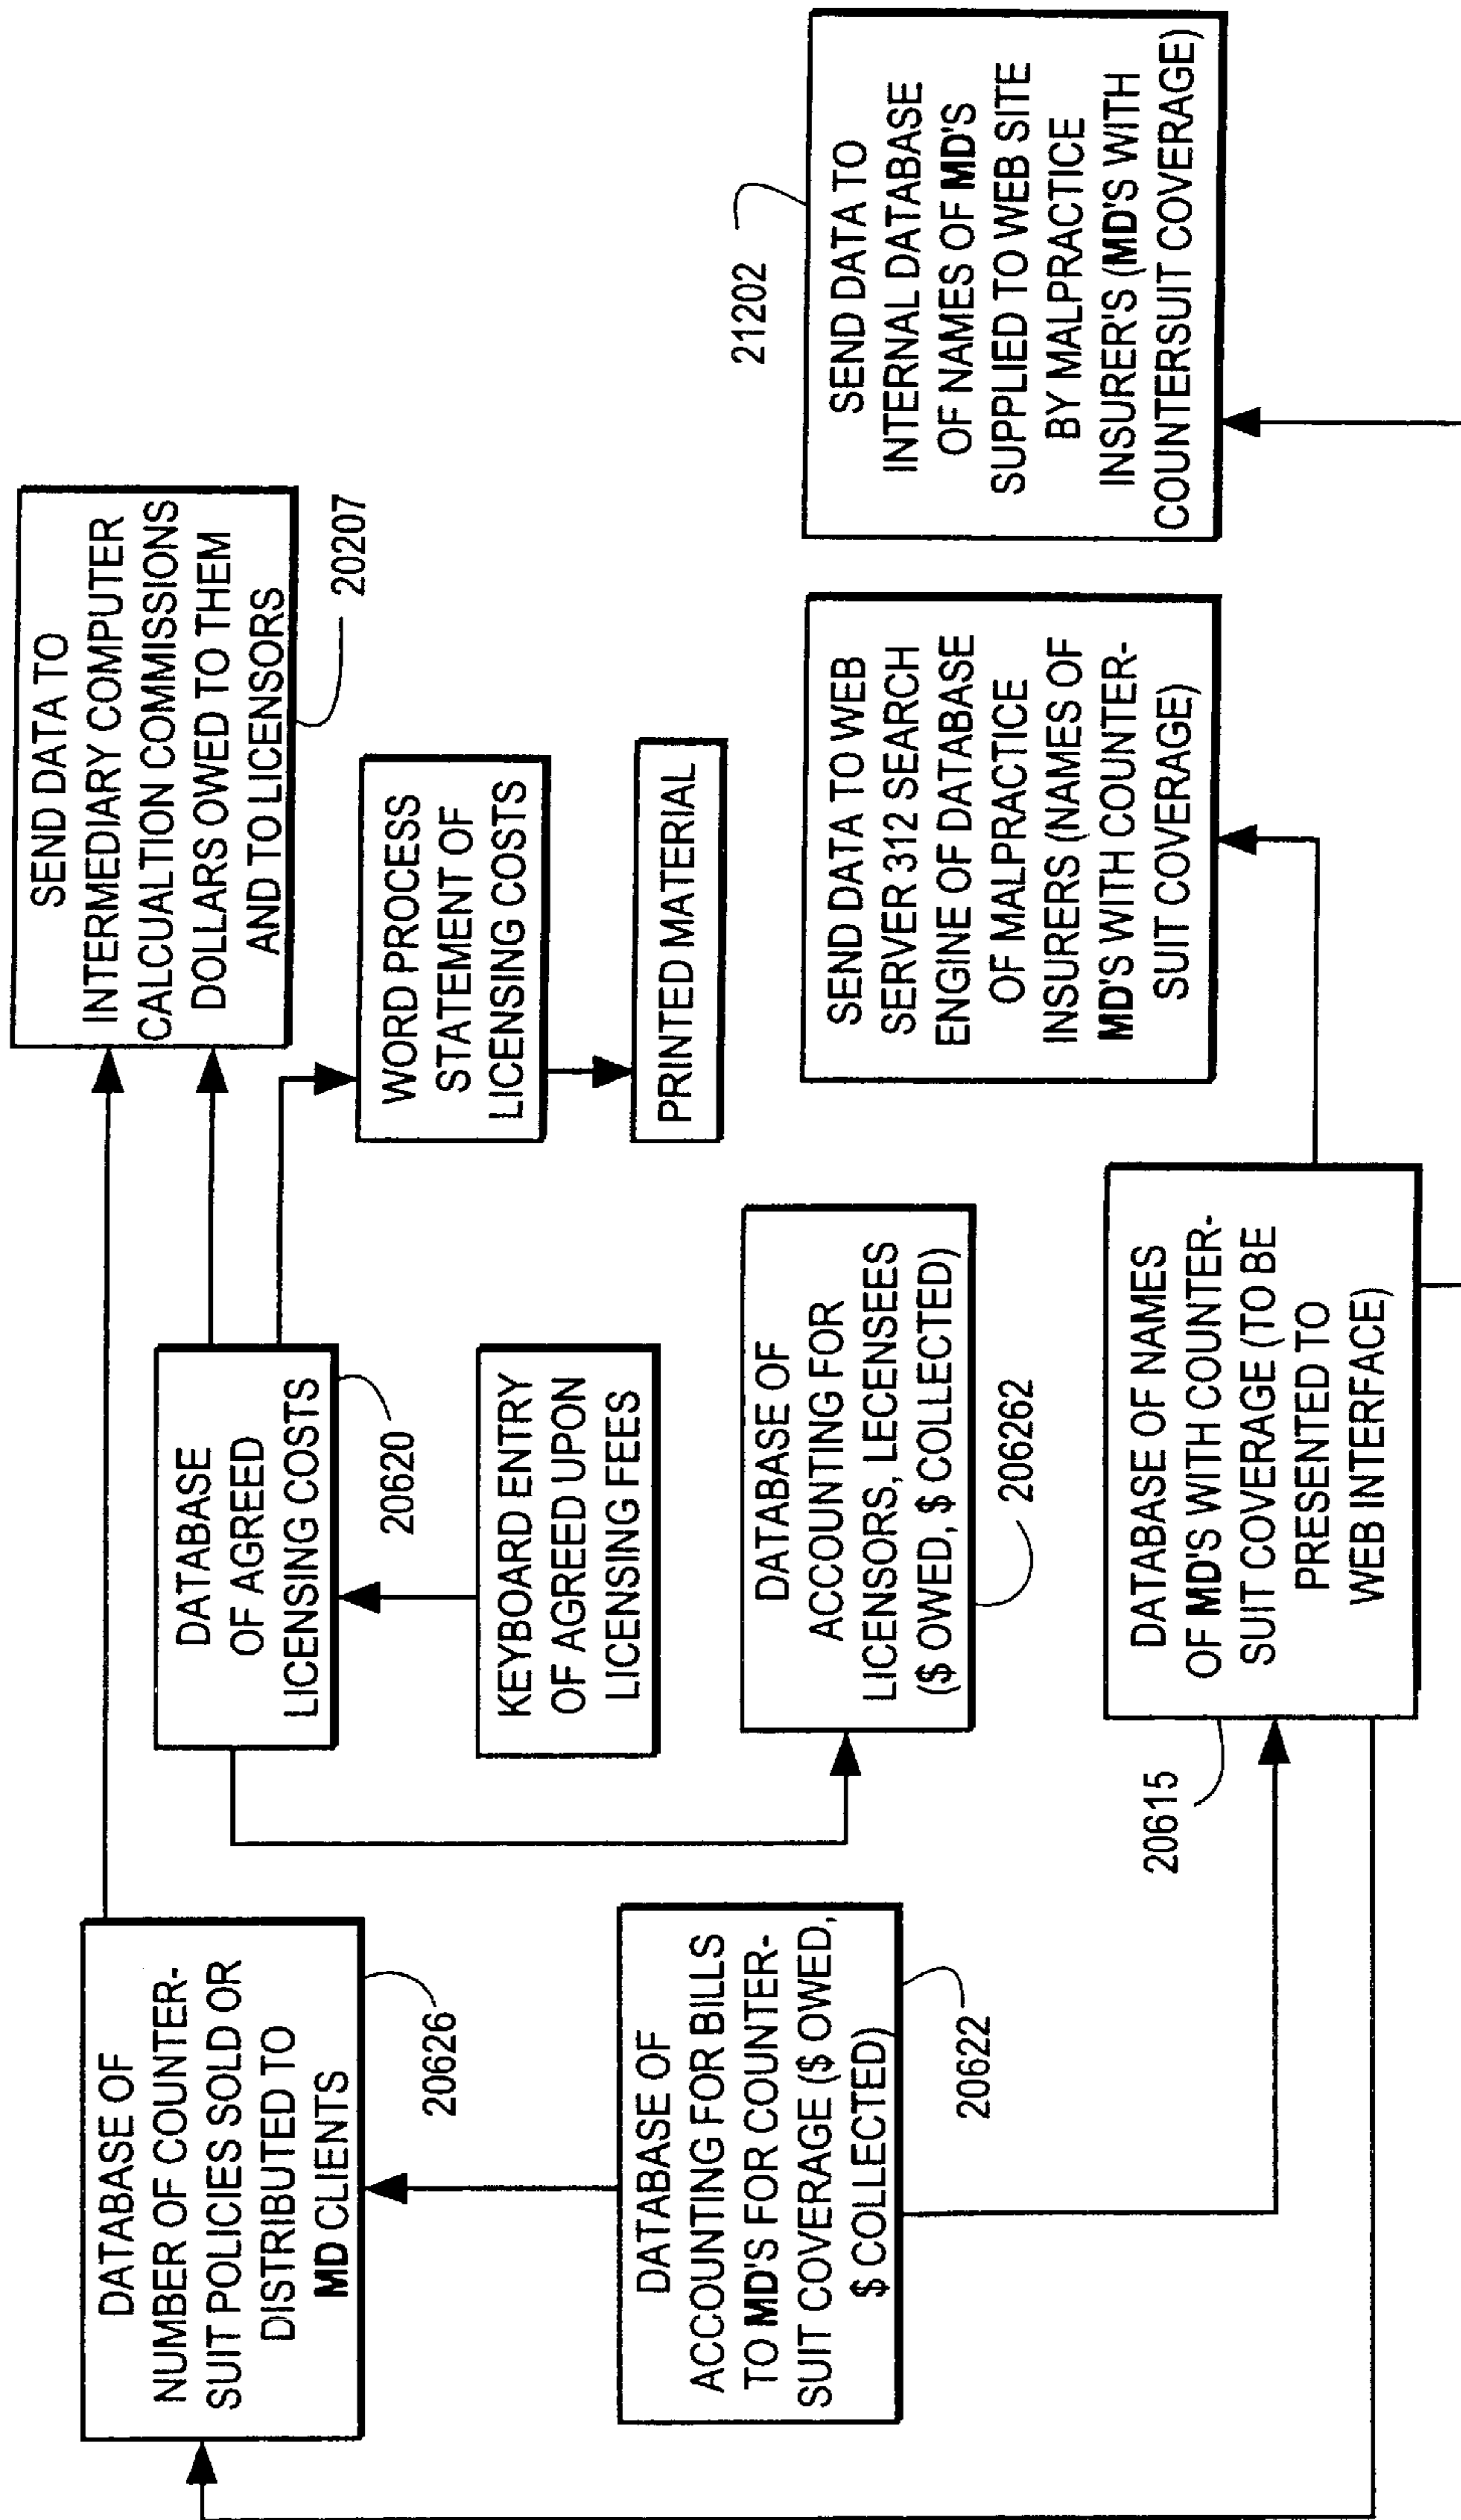 DATABASE OF
NUMBER OF COUNTER-
SUIT POLICIES SOLD OR
DISTRIBUTED TO
MD CLIENTS
20626
DATABASE OF
ACCOUNTING FOR BILLS
TO MD'S FOR COUNTER-
SUIT COVERAGE ($ OWED,
$ COLLECTED)
20622
DATABASE
OF AGREED
LICENSING COSTS
20620
KEYBOARD ENTRY
OF AGREED UPON
LICENSING FEES
DATABASE OF
ACCOUNTING FOR
LICENSORS, LECENSEES
($ OWED, $ COLLECTED)
206262
20615
DATABASE OF NAMES
OF MD'S WITH COUNTER-
SUIT COVERAGE (TO BE
PRESENTED TO
WEB INTERFACE)
SEND DATA TO
INTERMEDIARY COMPUTER
CALCUALTION COMMISSIONS
DOLLARS OWED TO THEM
AND TO LICENSORS
20207
WORD PROCESS
STATEMENT OF
LICENSING COSTS
PRINTED MATERIAL
SEND DATA TO WEB
SERVER 312 SEARCH
ENGINE OF DATABASE
OF MALPRACTICE
INSURERS (NAMES OF
MD'S WITH COUNTER-
SUIT COVERAGE)
21202
SEND DATA TO
INTERNAL DATABASE
OF NAMES OF MD'S
SUPPLIED TO WEB SITE
BY MALPRACTICE
INSURER'S (MD'S WITH
COUNTERSUIT COVERAGE)